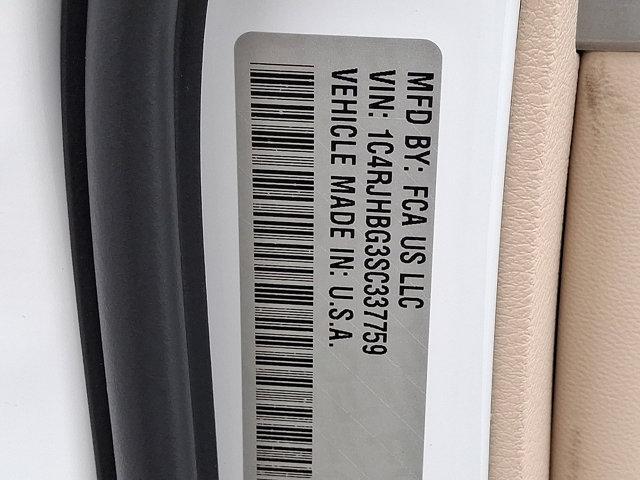 MFD BY: FCA US LLC
VIN: 1C4RJHBG3SC337759
VEHICLE MADE IN: U.S.A.